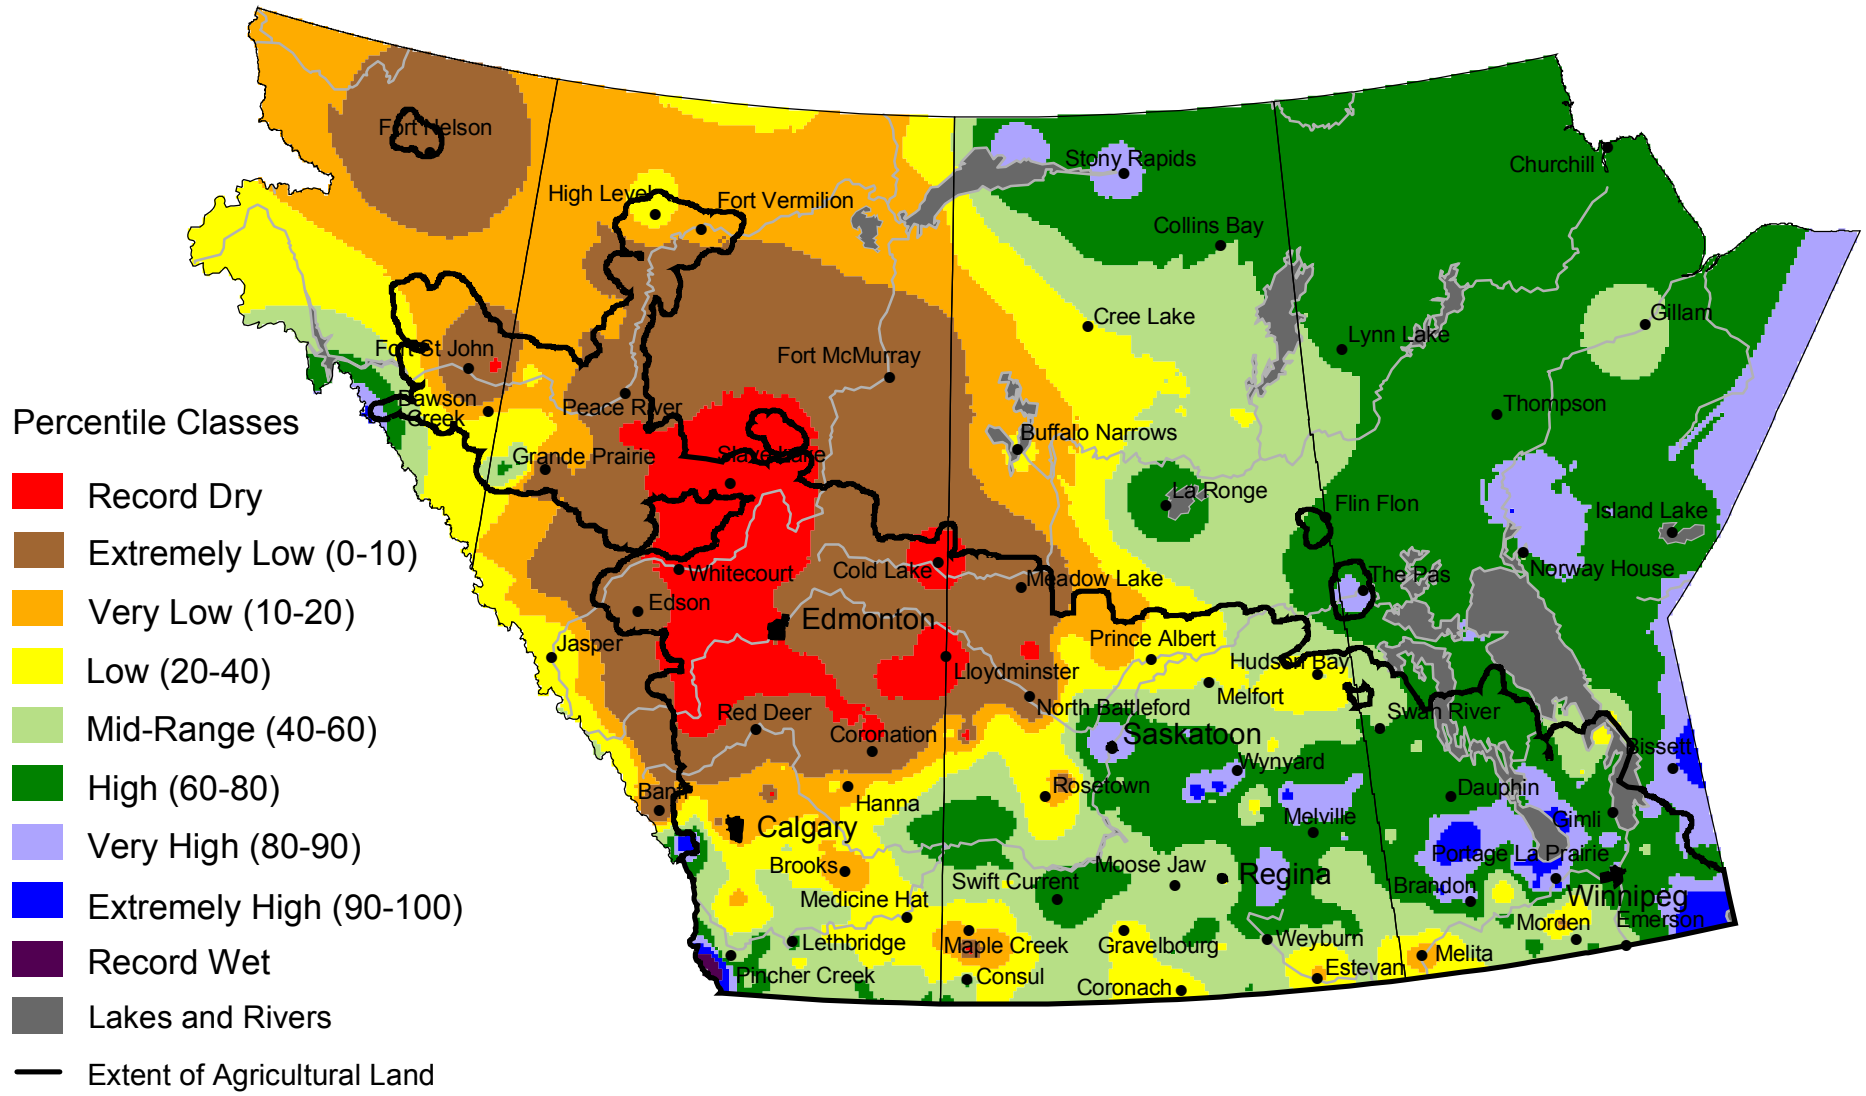 Fort Nelson
Stony Rapids
Churchill
High Level
Fort Vermilion
Collins Bay
Cree Lake
Gillam
Lynn Lake
Fort St John
Fort McMurray
Dawson
Creek
Peace River
Thompson
Buffalo Narrows
Grande Prairie
Slave Lake
La Ronge
Flin Flon
Island Lake
Whitecourt
Cold Lake
Meadow Lake
The Pas
Norway House
Edson
Edmonton
Jasper
Prince Albert
Lloydminster
Hudson Bay
Melfort
North Battleford
Red Deer
Swan River
Coronation
Saskatoon
Bissett
Wynyard
Banff
Hanna
Rosetown
Dauphin
Calgary
Melville
Gimli
Brooks
Moose Jaw
Regina
Portage La Prairie
Swift Current
Brandon
Medicine Hat
Winnipeg
Morden
Emerson
Lethbridge
Maple Creek
Gravelbourg
Weyburn
Melita
Pincher Creek
Consul
Estevan
Coronach
Percentile Classes
Record Dry
Extremely Low (0-10)
Very Low (10-20)
Low (20-40)
Mid-Range (40-60)
High (60-80)
Very High (80-90)
Extremely High (90-100)
Record Wet
Lakes and Rivers
Extent of Agricultural Land